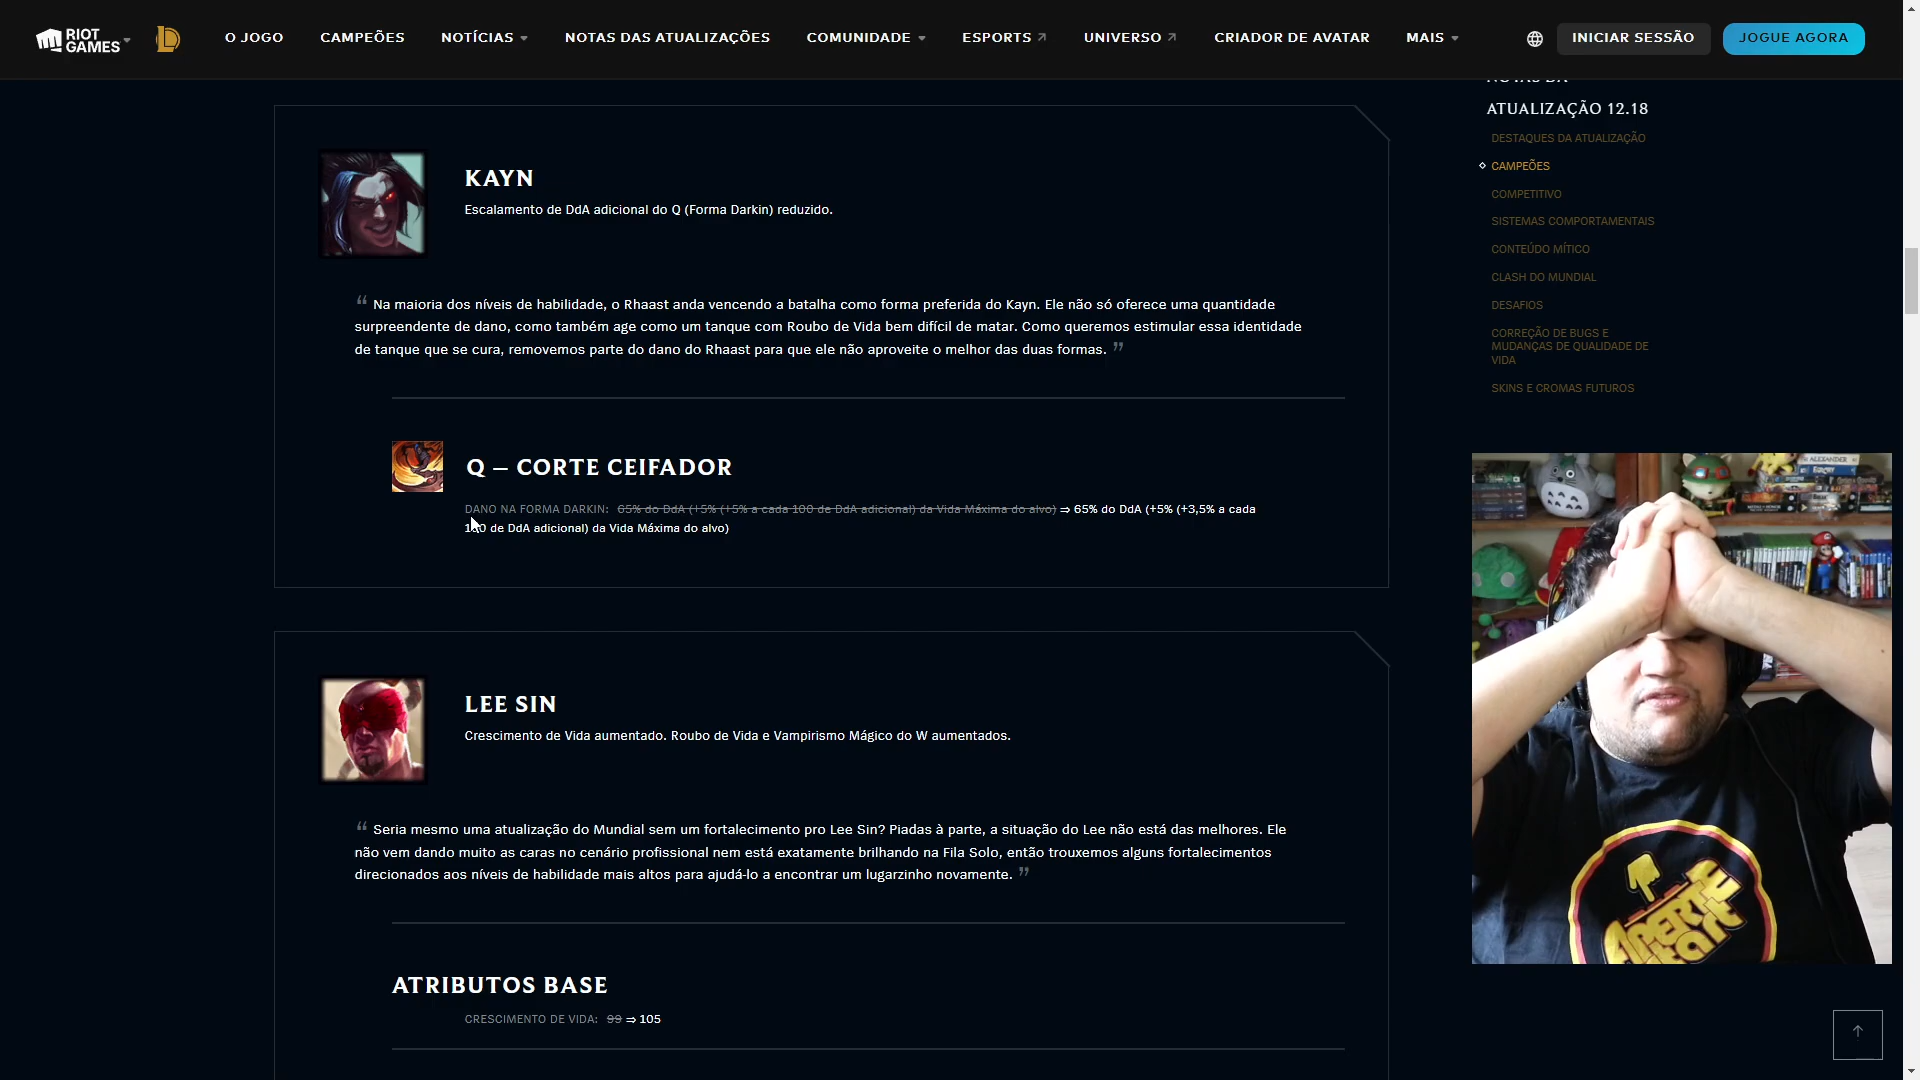 RIOT GAMES
O JOGO
CAMPEÕES
NOTÍCIAS
NOTAS DAS ATUALIZAÇÕES
COMUNIDADE
ESPORTS
UNIVERSO
CRIADOR DE AVATAR
MAIS
INICIAR SESSÃO
JOGUE AGORA
KAYN
Escalamento de DdA adicional do Q (Forma Darkin) reduzido.
“ Na maioria dos níveis de habilidade, o Rhaast anda vencendo a batalha como forma preferida do Kayn. Ele não só oferece uma quantidade
surpreendente de dano, como também age como um tanque com Roubo de Vida bem difícil de matar. Como queremos estimular essa identidade
de tanque que se cura, removemos parte do dano do Rhaast para que ele não aproveite o melhor das duas formas. ”
Q — CORTE CEIFADOR
DANO NA FORMA DARKIN: 65% do DdA (+5% (+5% a cada 100 de DdA adicional) da Vida Máxima do alvo) ⇒ 65% do DdA (+5% (+3,5% a cada
100 de DdA adicional) da Vida Máxima do alvo)
LEE SIN
Crescimento de Vida aumentado. Roubo de Vida e Vampirismo Mágico do W aumentados.
“ Seria mesmo uma atualização do Mundial sem um fortalecimento pro Lee Sin? Piadas à parte, a situação do Lee não está das melhores. Ele
não vem dando muito as caras no cenário profissional nem está exatamente brilhando na Fila Solo, então trouxemos alguns fortalecimentos
direcionados aos níveis de habilidade mais altos para ajudá-lo a encontrar um lugarzinho novamente. ”
ATRIBUTOS BASE
CRESCIMENTO DE VIDA: 99 ⇒ 105
NOTAS DA
ATUALIZAÇÃO 12.18
DESTAQUES DA ATUALIZAÇÃO
CAMPEÕES
COMPETITIVO
SISTEMAS COMPORTAMENTAIS
CONTEÚDO MÍTICO
CLASH DO MUNDIAL
DESAFIOS
CORREÇÃO DE BUGS E
MUDANÇAS DE QUALIDADE DE
VIDA
SKINS E CROMAS FUTUROS
ALEXANDER
FARCRY
APERTA
START